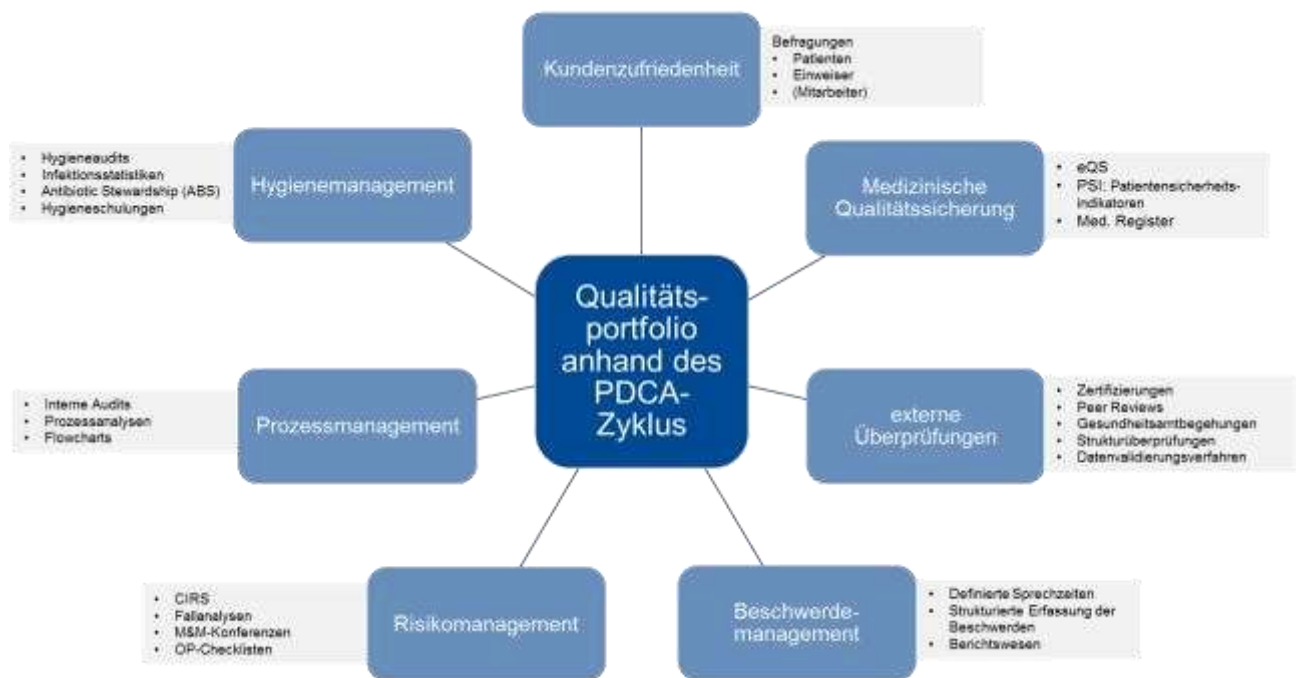 Kundenzufriedenheit
Befragungen
• Patienten
• Einweiser
• (Mitarbeiter)
• Hygieneaudits
• Infektionsstatistiken
• Antibiotic Stewardship (ABS)
• Hygieneschulungen
Hygienemanagement
Medizinische
Qualitätssicherung
• eQS
• PSI: Patientensicherheits-
indikatoren
• Med. Register
Qualitäts-
portfolio
anhand des
PDCA-
Zyklus
• Interne Audits
• Prozessanalysen
• Flowcharts
Prozessmanagement
externe
Überprüfungen
• Zertifizierungen
• Peer Reviews
• Gesundheitsamtbegehungen
• Strukturüberprüfungen
• Datenvalidierungsverfahren
• CIRS
• Fallanalysen
• M&M-Konferenzen
• OP-Checklisten
Risikomanagement
Beschwerde-
management
• Definierte Sprechzeiten
• Strukturierte Erfassung der
Beschwerden
• Berichtswesen